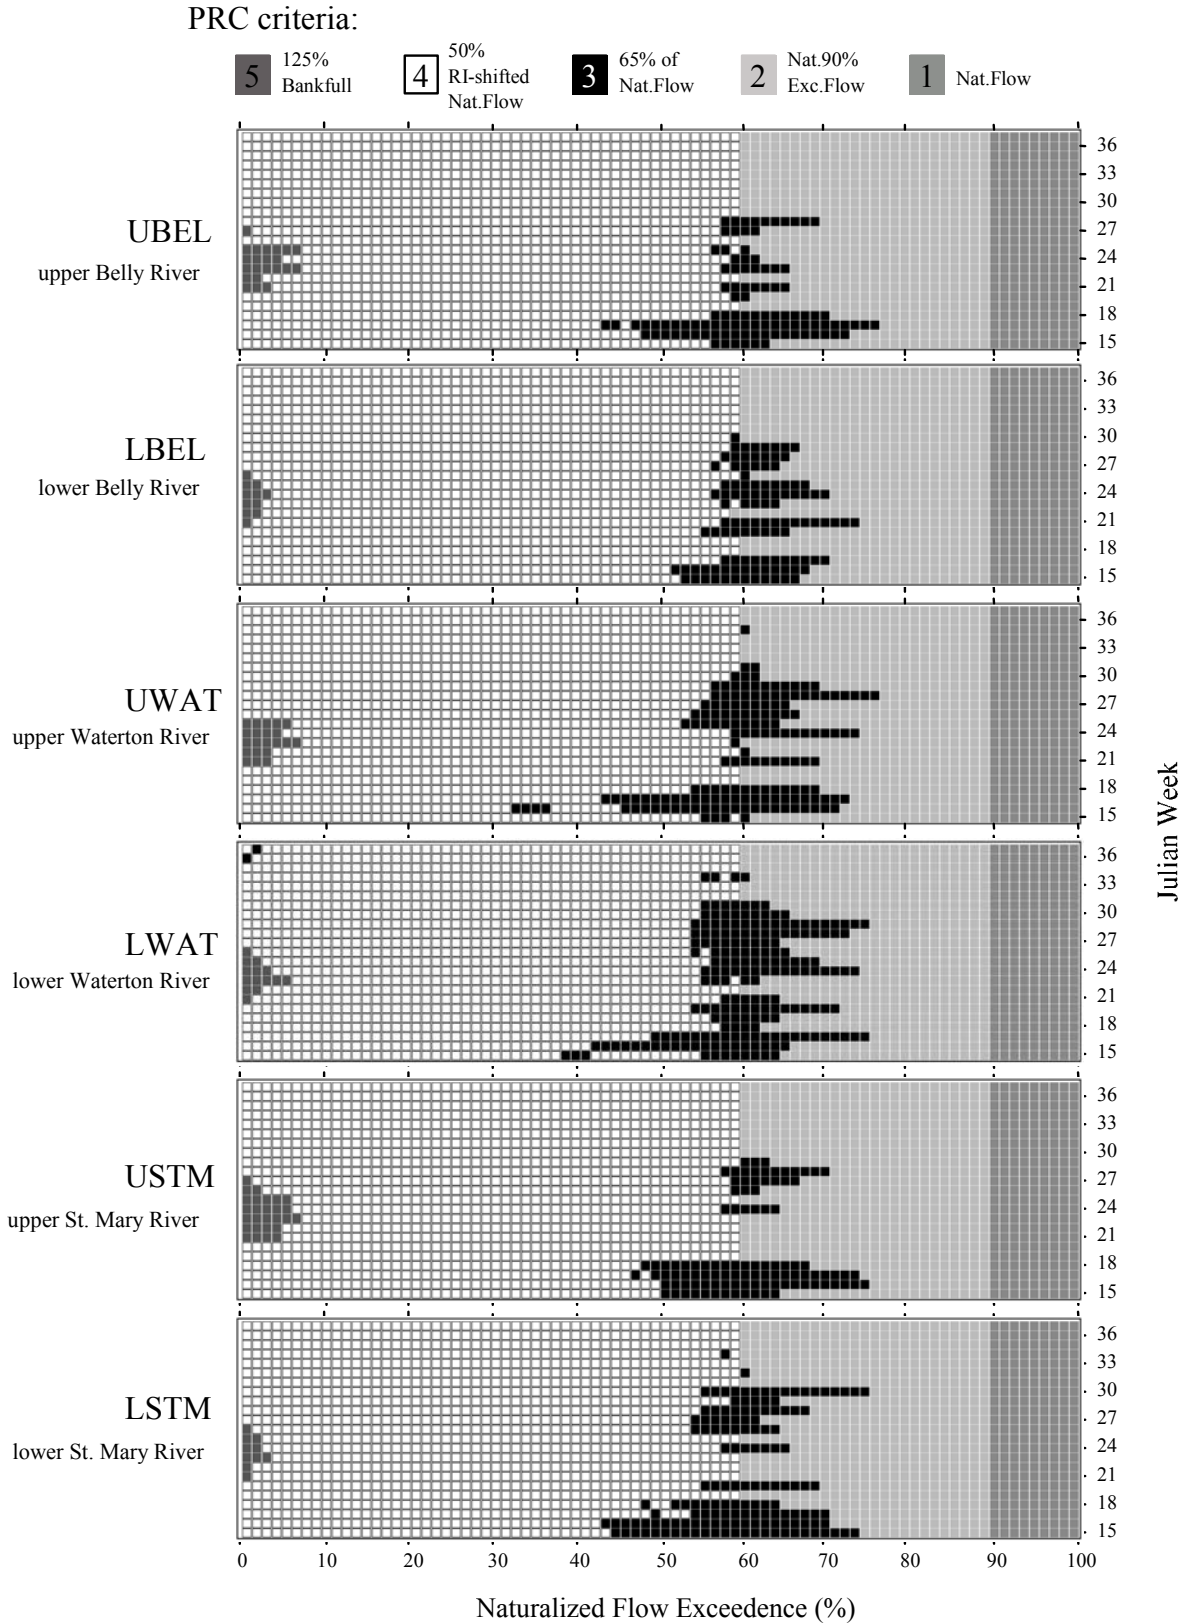 PRC criteria:
5 125% Bankfull
4 50% RI-shifted Nat.Flow
3 65% of Nat.Flow
2 Nat.90% Exc.Flow
1 Nat.Flow
UBEL
upper Belly River
36
33
30
27
24
21
18
15
LBEL
lower Belly River
36
33
30
27
24
21
18
15
UWAT
upper Waterton River
36
33
30
27
24
21
18
15
LWAT
lower Waterton River
36
33
30
27
24
21
18
15
USTM
upper St. Mary River
36
33
30
27
24
21
18
15
LSTM
lower St. Mary River
36
33
30
27
24
21
18
15
Julian Week
0 10 20 30 40 50 60 70 80 90 100
Naturalized Flow Exceedence (%)